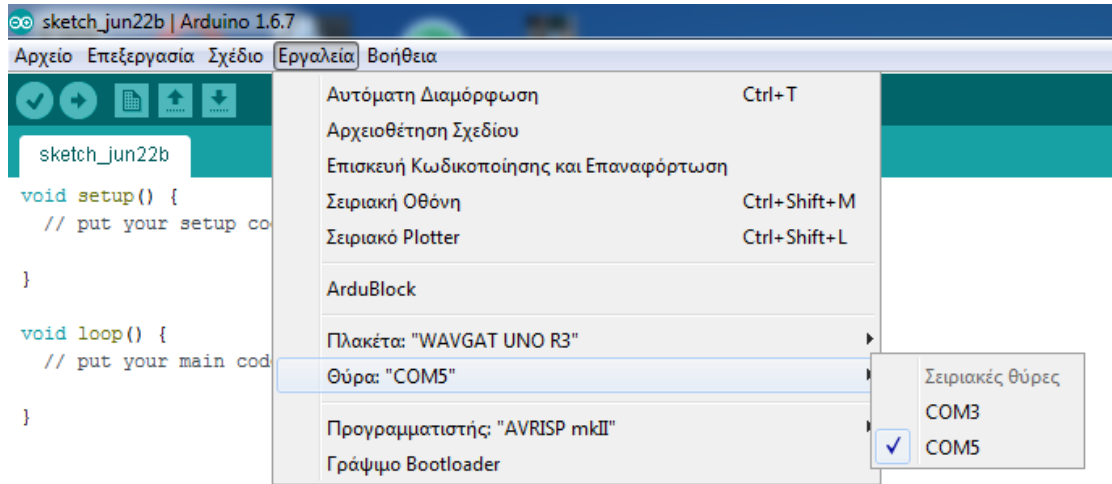 sketch_jun22b | Arduino 1.6.7
Αρχείο Επεξεργασία Σχέδιο Εργαλεία Βοήθεια
sketch_jun22b
void setup() {
// put your setup co
}
void loop() {
// put your main cod
}
Αυτόματη Διαμόρφωση Ctrl+T
Αρχειοθέτηση Σχεδίου
Επισκευή Κωδικοποίησης και Επαναφόρτωση
Σειριακή Οθόνη Ctrl+Shift+M
Σειριακό Plotter Ctrl+Shift+L
ArduBlock
Πλακέτα: "WAVGAT UNO R3"
Θύρα: "COM5"
Προγραμματιστής: "AVRISP mkII"
Γράψιμο Bootloader
Σειριακές θύρες
COM3
COM5